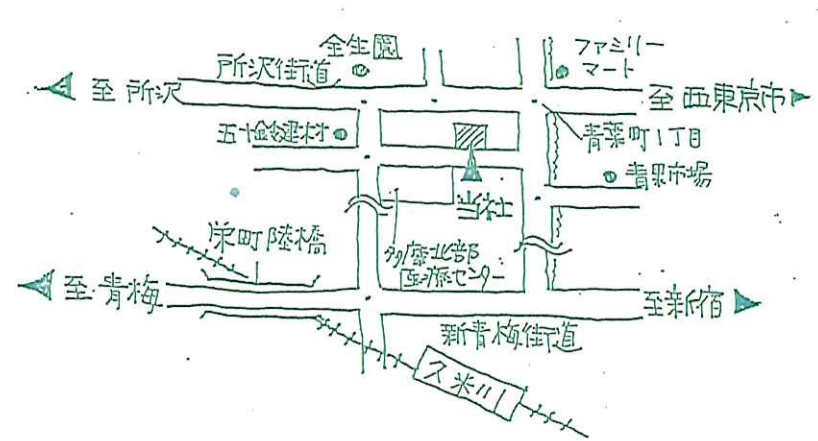 全生園
ファミリー
マート
所沢街道
至 所沢
至 西東京市
五十鈴建材
青葉町1丁目
青果市場
当社
栄町陸橋
多摩北部
医療センター
至 青梅
至新宿
新青梅街道
久米川